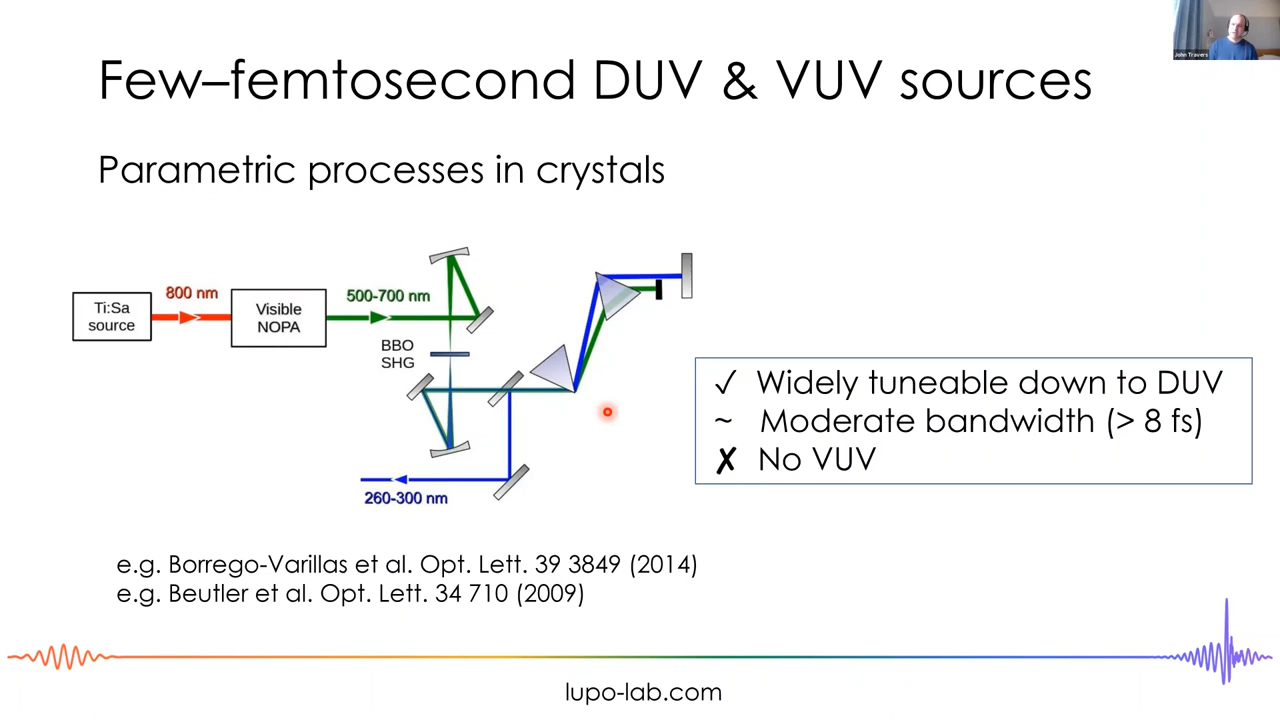 John Travers
Few–femtosecond DUV & VUV sources
Parametric processes in crystals
Ti:Sa
source
800 nm
Visible
NOPA
500-700 nm
BBO
SHG
260-300 nm
✓ Widely tuneable down to DUV
~ Moderate bandwidth (> 8 fs)
✗ No VUV
e.g. Borrego-Varillas et al. Opt. Lett. 39 3849 (2014)
e.g. Beutler et al. Opt. Lett. 34 710 (2009)
lupo-lab.com